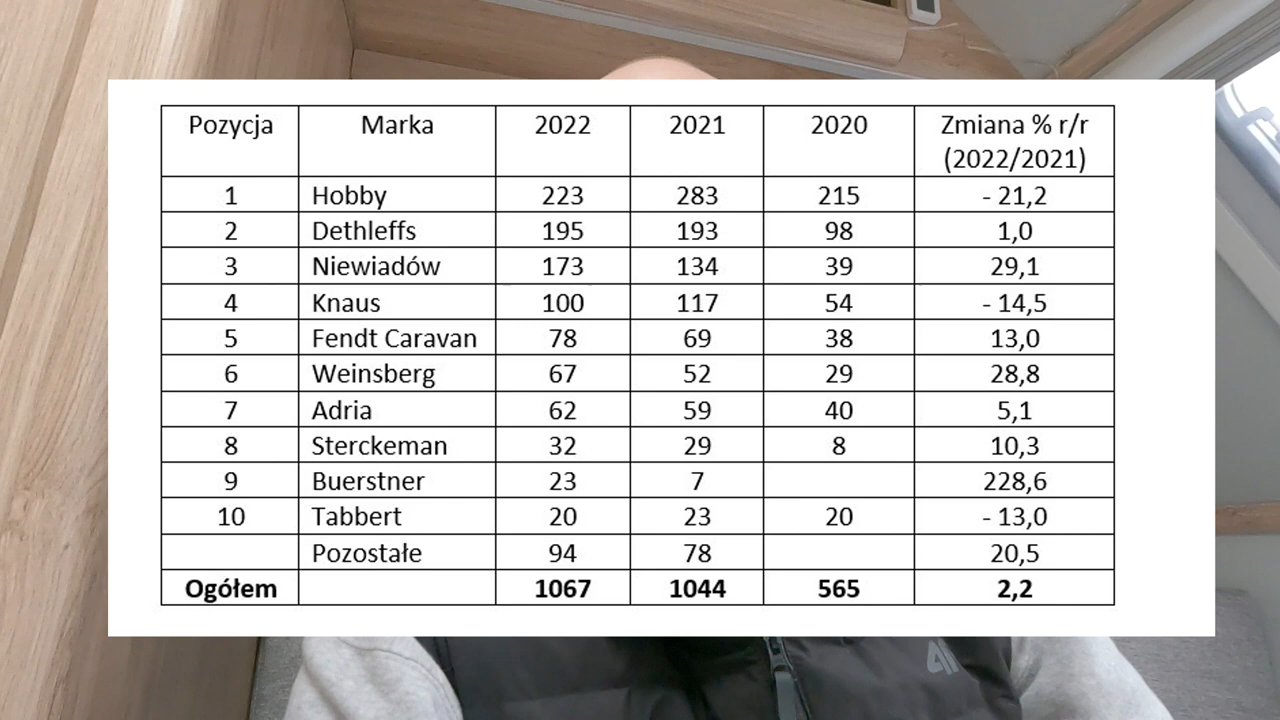 Pozycja Marka 2022 2021 2020 Zmiana % r/r
(2022/2021)
1 Hobby 223 283 215 - 21,2
2 Dethleffs 195 193 98 1,0
3 Niewiadów 173 134 39 29,1
4 Knaus 100 117 54 - 14,5
5 Fendt Caravan 78 69 38 13,0
6 Weinsberg 67 52 29 28,8
7 Adria 62 59 40 5,1
8 Sterckeman 32 29 8 10,3
9 Buerstner 23 7 228,6
10 Tabbert 20 23 20 - 13,0
Pozostałe 94 78 20,5
Ogółem 1067 1044 565 2,2